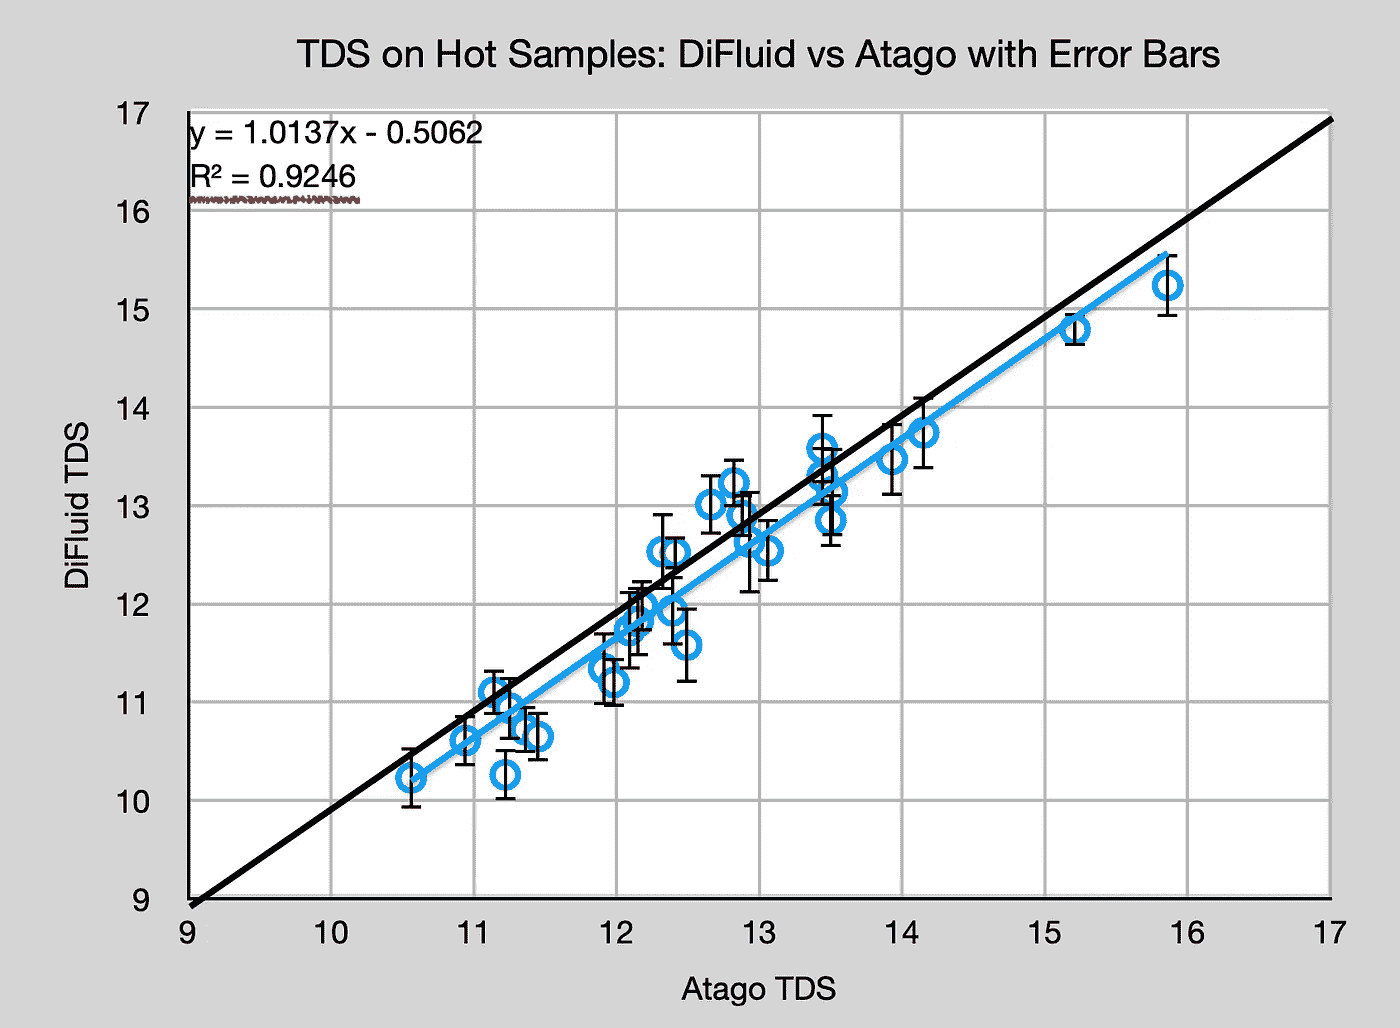 TDS on Hot Samples: DiFluid vs Atago with Error Bars
y = 1.0137x - 0.5062
R² = 0.9246
17
16
15
14
13
12
11
10
9
DiFluid TDS
9 10 11 12 13 14 15 16 17
Atago TDS